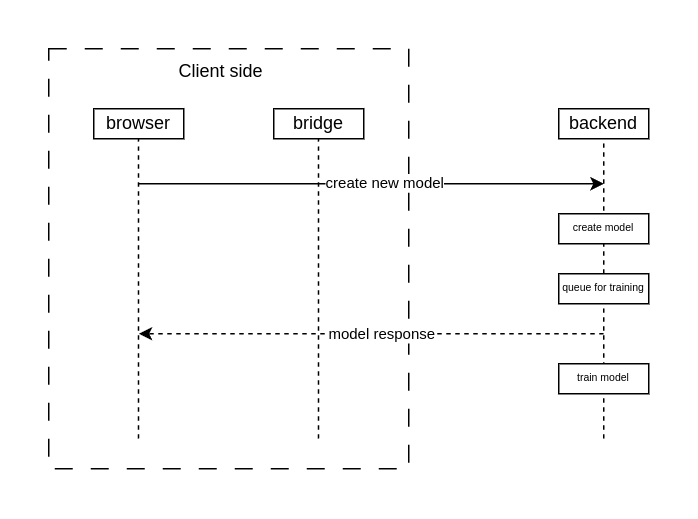 Client side
browser
bridge
backend
create new model
create model
queue for training
model response
train model